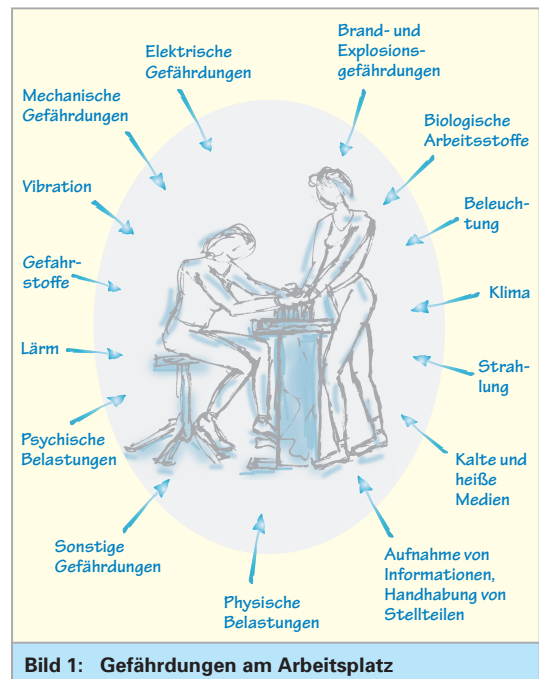 Elektrische
Gefährdungen
Brand- und
Explosions-
gefährdungen
Mechanische
Gefährdungen
Biologische
Arbeitsstoffe
Vibration
Beleuch-
tung
Gefahr-
stoffe
Klima
Lärm
Strah-
lung
Psychische
Belastungen
Kalte und
heiße
Medien
Sonstige
Gefährdungen
Aufnahme von
Informationen,
Handhabung von
Stellteilen
Physische
Belastungen
Bild 1: Gefährdungen am Arbeitsplatz